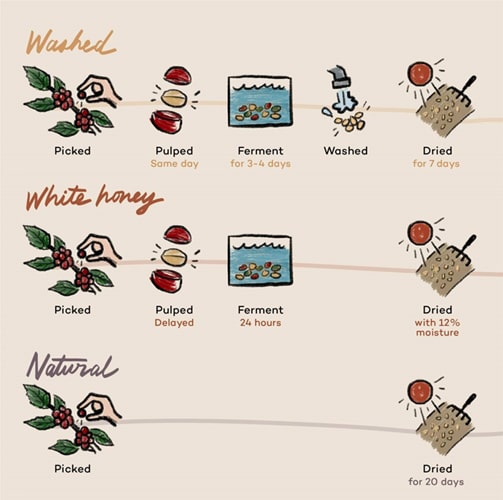 Washed
Picked
Pulped
Same day
Ferment
for 3-4 days
Washed
Dried
for 7 days
White honey
Picked
Pulped
Delayed
Ferment
24 hours
Dried
with 12%
moisture
Natural
Picked
Dried
for 20 days